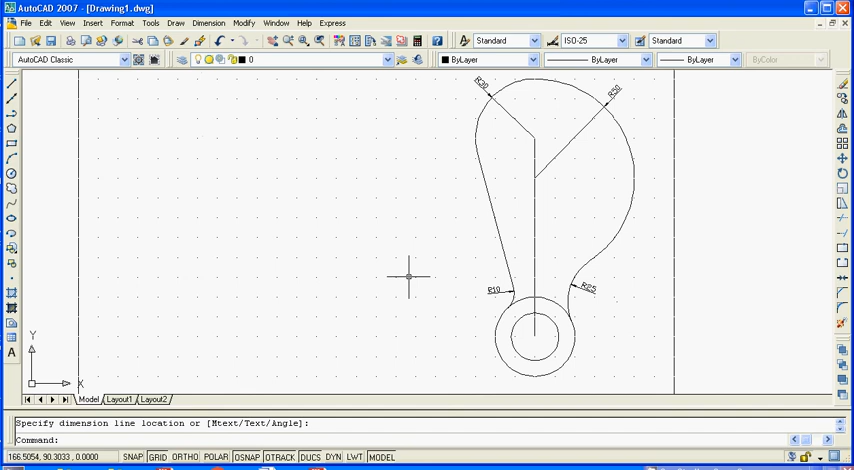 AutoCAD 2007 - [Drawing1.dwg]
File Edit View Insert Format Tools Draw Dimension Modify Window Help Express
Standard ISO-25 Standard
AutoCAD Classic 0 ByLayer ByLayer ByLayer ByColor
R30
R50
R10
R25
Y
X
A
Model Layout1 Layout2
Specify dimension line location or [Mtext/Text/Angle]:
Command:
166.5054, 90.3033, 0.0000 SNAP GRID ORTHO POLAR OSNAP OTRACK DUCS DYN LWT MODEL